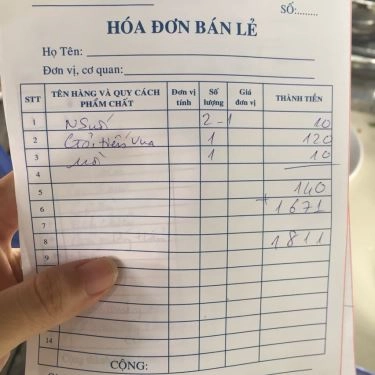 SỐ:........
HÓA ĐƠN BÁN LẺ
Họ Tên:
Đơn vị, cơ quan:
STT TÊN HÀNG VÀ QUY CÁCH PHẨM CHẤT Đơn vị tính Số lượng Giá đơn vị THÀNH TIỀN
1 2 - 1 10
2 1 120
3 1 10
4
5 140
6 + 1671
7
8 1811
9
14
CỘNG: